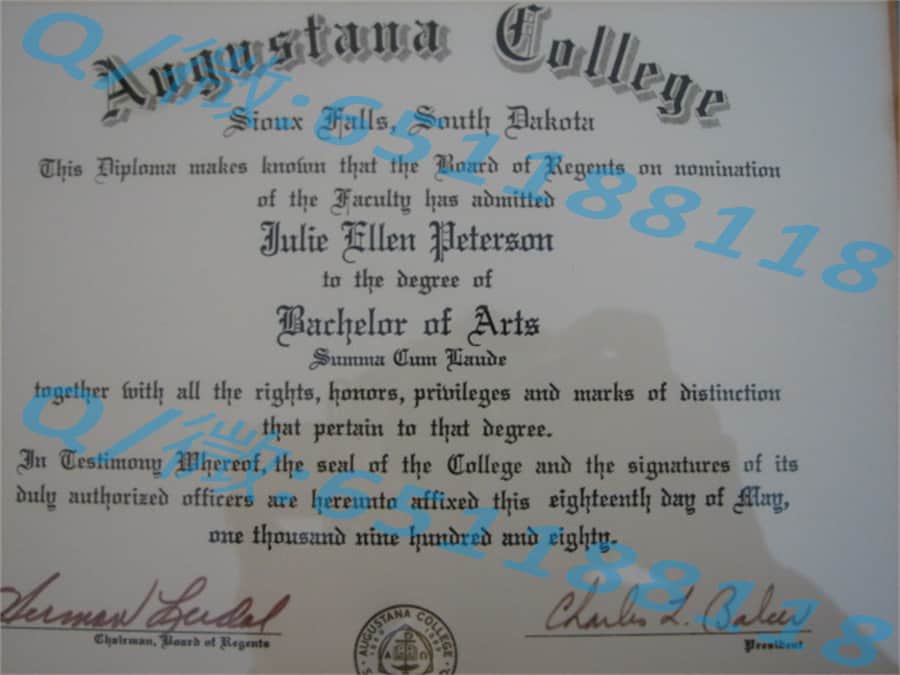 Augustana College
Sioux Falls, South Dakota
This Diploma makes known that the Board of Regents on nomination
of the Faculty has admitted
Julie Ellen Peterson
to the degree of
Bachelor of Arts
Summa Cum Laude
together with all the rights, honors, privileges and marks of distinction
that pertain to that degree.
In Testimony Whereof, the seal of the College and the signatures of its
duly authorized officers are hereunto affixed this eighteenth day of May,
one thousand nine hundred and eighty.
Charles L. Balcer
Chairman, Board of Regents
President
AUGUSTANA COLLEGE
Q/微:65118 8118
Q/微:651188118